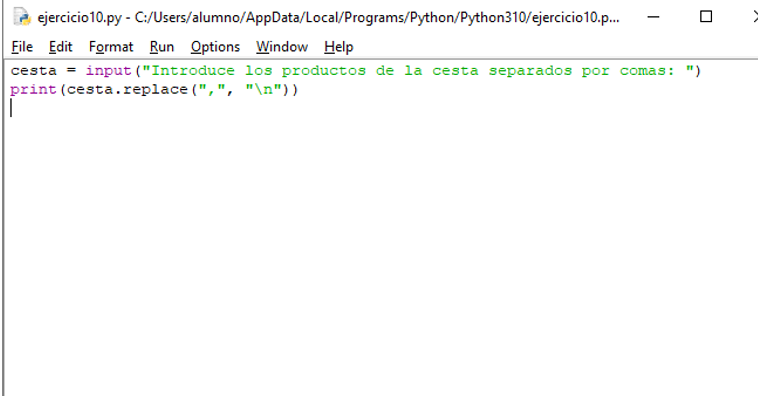 ejercicio10.py - C:/Users/alumno/AppData/Local/Programs/Python/Python310/ejercicio10.p...
File Edit Format Run Options Window Help
cesta = input("Introduce los productos de la cesta separados por comas: ")
print(cesta.replace(",", "\n"))